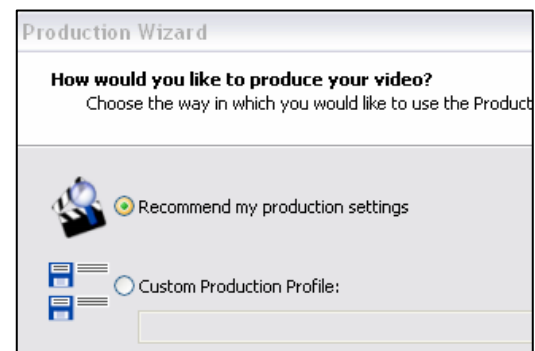 Production Wizard
How would you like to produce your video?
Choose the way in which you would like to use the Product
Recommend my production settings
Custom Production Profile: